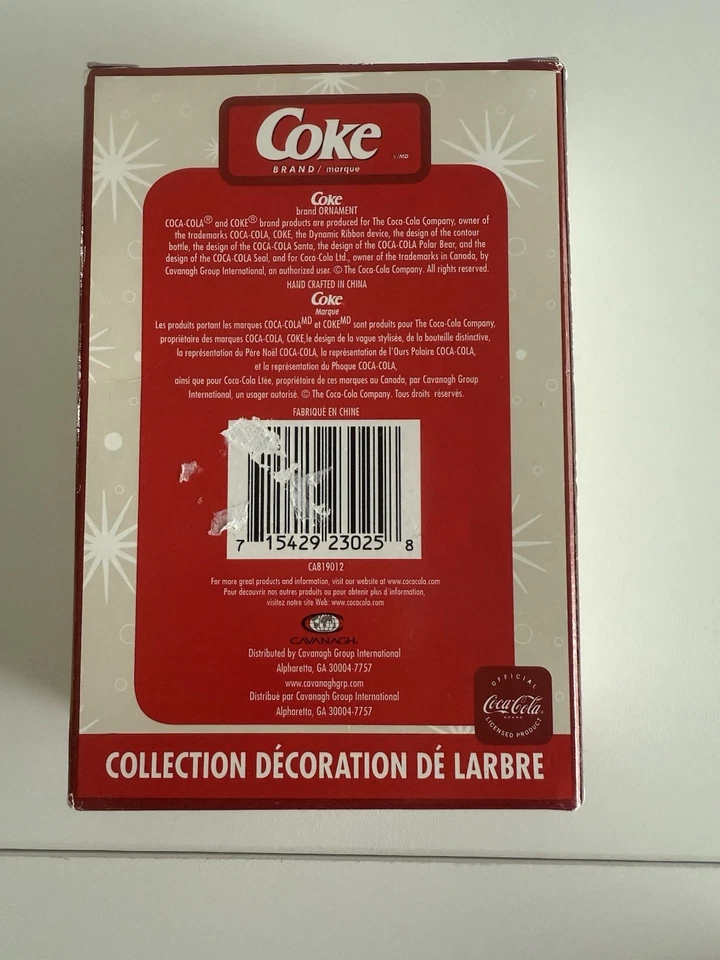 Coke
®/MD
BRAND / marque
Coke
brand ORNAMENT
COCA-COLA® and COKE® brand products are produced for The Coca-Cola Company, owner of
the trademarks COCA-COLA, COKE, the Dynamic Ribbon device, the design of the contour
bottle, the design of the COCA-COLA Santa, the design of the COCA-COLA Polar Bear, and the
design of the COCA-COLA Seal, and for Coca-Cola Ltd., owner of the trademarks in Canada, by
Cavanagh Group International, an authorized user. © The Coca-Cola Company. All rights reserved.
HAND CRAFTED IN CHINA
Coke
Marque
Les produits portant les marques COCA-COLAMD et COKEMD sont produits pour The Coca-Cola Company,
propriétaire des marques COCA-COLA, COKE,le design de la vague stylisée, de la bouteille distinctive,
la représentation du Père Noël COCA-COLA, la représentation de l'Ours Polaire COCA-COLA,
et la représentation du Phoque COCA-COLA,
ainsi que pour Coca-Cola Ltée, propriétaire de ces marques au Canada, par Cavanagh Group
International, un usager autorisé. © The Coca-Cola Company. Tous droits réservés.
FABRIQUÉ EN CHINE
7 15429 23025 8
CAB19012
For more great products and information, visit our website at www.cocacola.com
Pour découvrir nos autres produits ou pour obtenir plus d'information,
visitez notre site Web: www.cocacola.com
CAVANAGH
Distributed by Cavanagh Group International
Alpharetta, GA 30004-7757
www.cavanaghgrp.com
Distribué par Cavanagh Group International
Alpharetta, GA 30004-7757
OFFICIAL
Coca-Cola
BRAND
LICENSED PRODUCT
COLLECTION DÉCORATION DÉ LARBRE